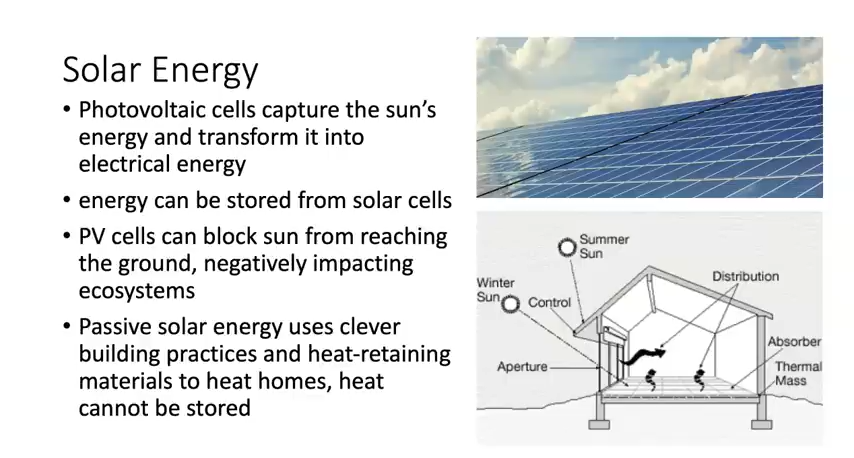 Solar Energy
• Photovoltaic cells capture the sun’s
energy and transform it into
electrical energy
• energy can be stored from solar cells
• PV cells can block sun from reaching
the ground, negatively impacting
ecosystems
• Passive solar energy uses clever
building practices and heat-retaining
materials to heat homes, heat
cannot be stored
Summer
Sun
Winter
Sun
Control
Distribution
Aperture
Absorber
Thermal
Mass